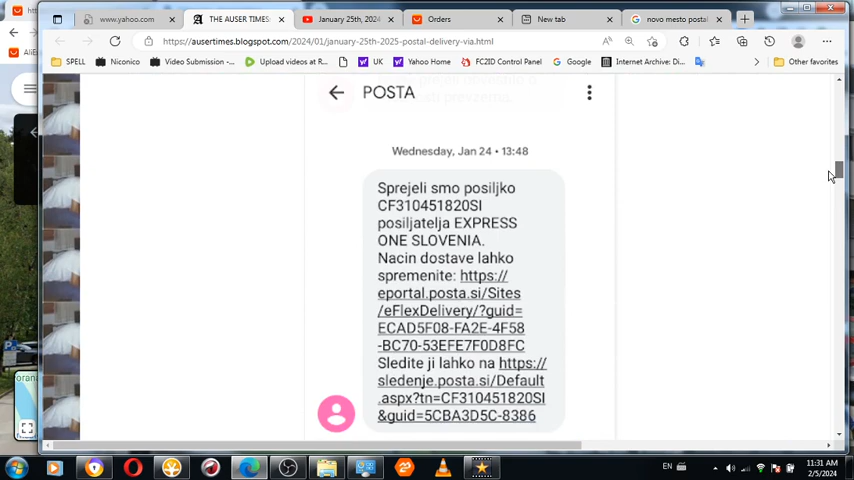 www.yahoo.com
THE AUSER TIMES:
January 25th, 202
Orders
New tab
novo mesto postal
https://ausertimes.blogspot.com/2024/01/january-25th-2025-postal-delivery-via.html
SPELL
Niconico
Video Submission -...
Upload videos at R...
UK
Yahoo Home
FC2ID Control Panel
Google
Internet Archive: Di...
Other favorites
POSTA
Wednesday, Jan 24 • 13:48
Sprejeli smo posiljko
CF310451820SI
posiljatelja EXPRESS
ONE SLOVENIA.
Nacin dostave lahko
spremenite: https://
eportal.posta.si/Sites
/eFlexDelivery/?guid=
ECAD5F08-FA2E-4F58
-BC70-53EFE7F0D8FC
Sledite ji lahko na https://
sledenje.posta.si/Default
.aspx?tn=CF310451820SI
&guid=5CBA3D5C-8386
EN
11:31 AM
2/5/2024